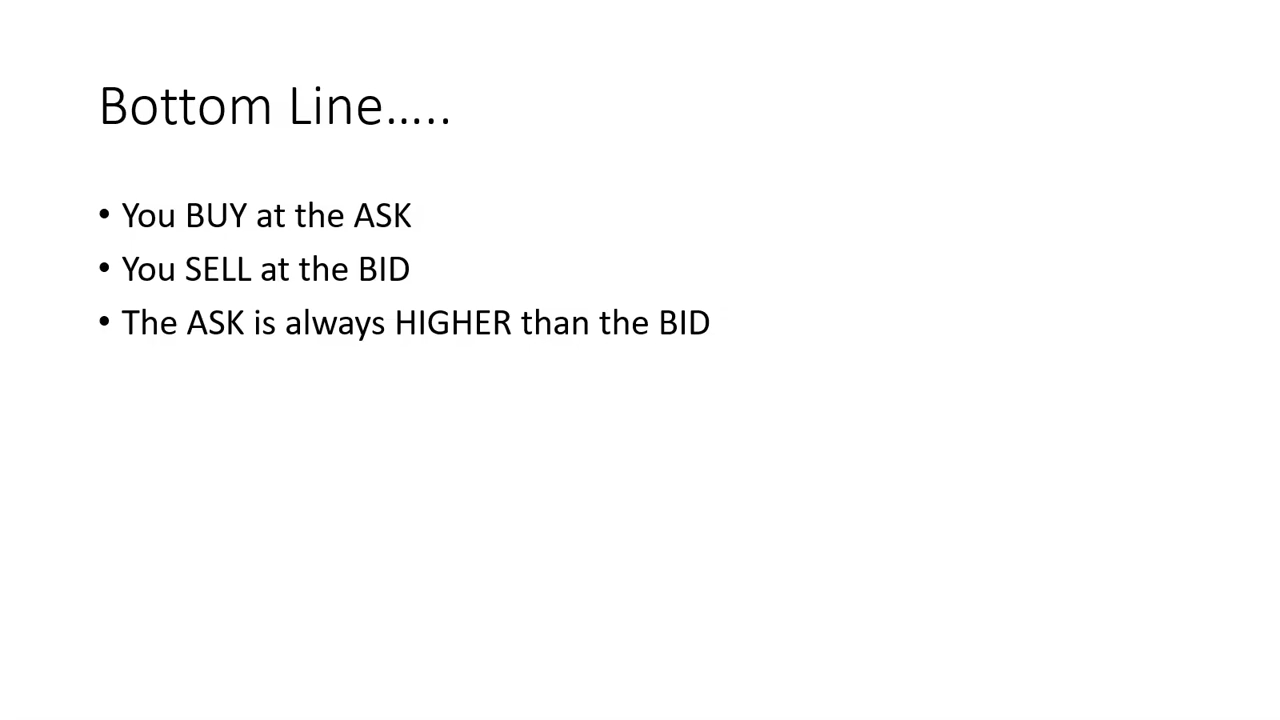 Bottom Line.....
• You BUY at the ASK
• You SELL at the BID
• The ASK is always HIGHER than the BID